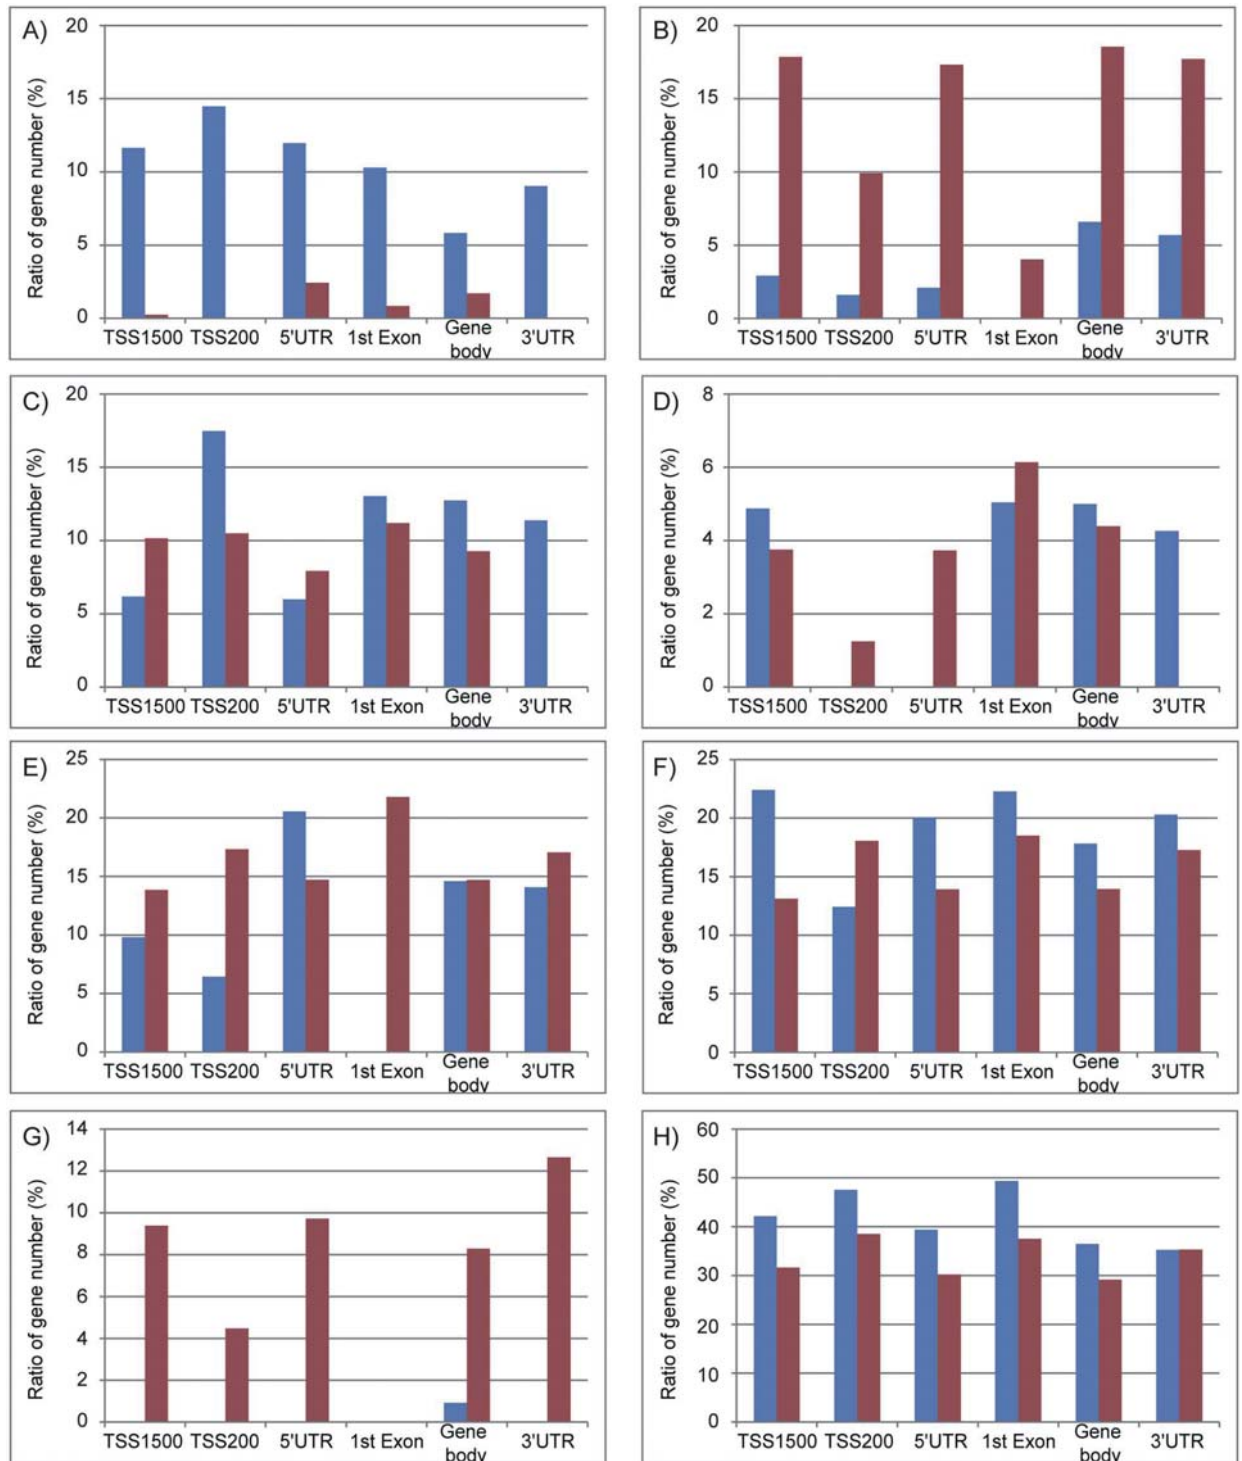 A)
Ratio of gene number (%)
20
15
10
5
0
TSS1500 TSS200 5'UTR 1st Exon Gene body 3'UTR
B)
Ratio of gene number (%)
20
15
10
5
0
TSS1500 TSS200 5'UTR 1st Exon Gene body 3'UTR
C)
Ratio of gene number (%)
20
15
10
5
0
TSS1500 TSS200 5'UTR 1st Exon Gene body 3'UTR
D)
Ratio of gene number (%)
8
6
4
2
0
TSS1500 TSS200 5'UTR 1st Exon Gene body 3'UTR
E)
Ratio of gene number (%)
25
20
15
10
5
0
TSS1500 TSS200 5'UTR 1st Exon Gene body 3'UTR
F)
Ratio of gene number (%)
25
20
15
10
5
0
TSS1500 TSS200 5'UTR 1st Exon Gene body 3'UTR
G)
Ratio of gene number (%)
14
12
10
8
6
4
2
0
TSS1500 TSS200 5'UTR 1st Exon Gene body 3'UTR
H)
Ratio of gene number (%)
60
50
40
30
20
10
0
TSS1500 TSS200 5'UTR 1st Exon Gene body 3'UTR